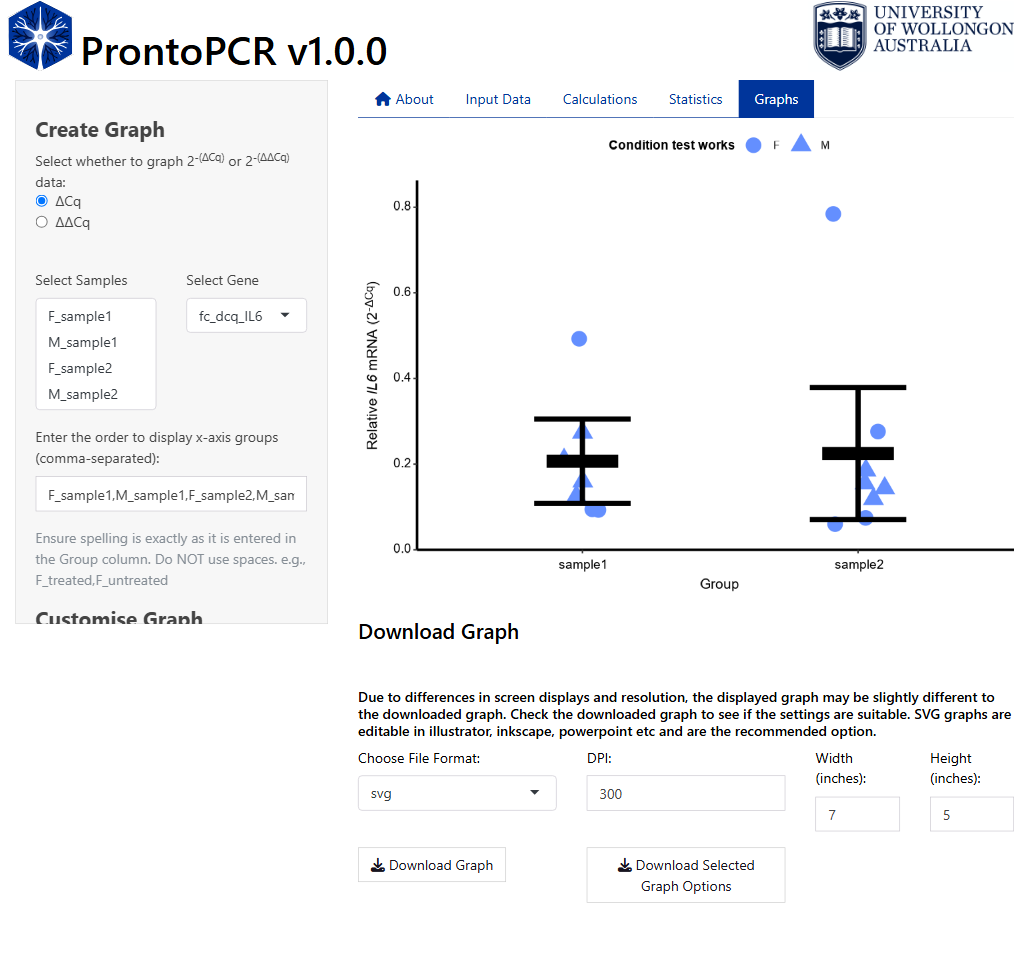 ProntoPCR v1.0.0
UNIVERSITY
OF WOLLONGON
AUSTRALIA
About Input Data Calculations Statistics Graphs
Create Graph
Select whether to graph 2-(ΔCq) or 2-(ΔΔCq)
data:
ΔCq
ΔΔCq
Select Samples
Select Gene
F_sample1
M_sample1
F_sample2
M_sample2
fc_dcq_IL6
Enter the order to display x-axis groups
(comma-separated):
F_sample1,M_sample1,F_sample2,M_sam
Ensure spelling is exactly as it is entered in
the Group column. Do NOT use spaces. e.g.,
F_treated,F_untreated
Customise Graph
Condition test works F M
Relative IL6 mRNA (2-ΔCq)
0.8
0.6
0.4
0.2
0.0
sample1 sample2
Group
Download Graph
Due to differences in screen displays and resolution, the displayed graph may be slightly different to
the downloaded graph. Check the downloaded graph to see if the settings are suitable. SVG graphs are
editable in illustrator, inkscape, powerpoint etc and are the recommended option.
Choose File Format:
svg
DPI:
300
Width
(inches):
7
Height
(inches):
5
Download Graph
Download Selected
Graph Options